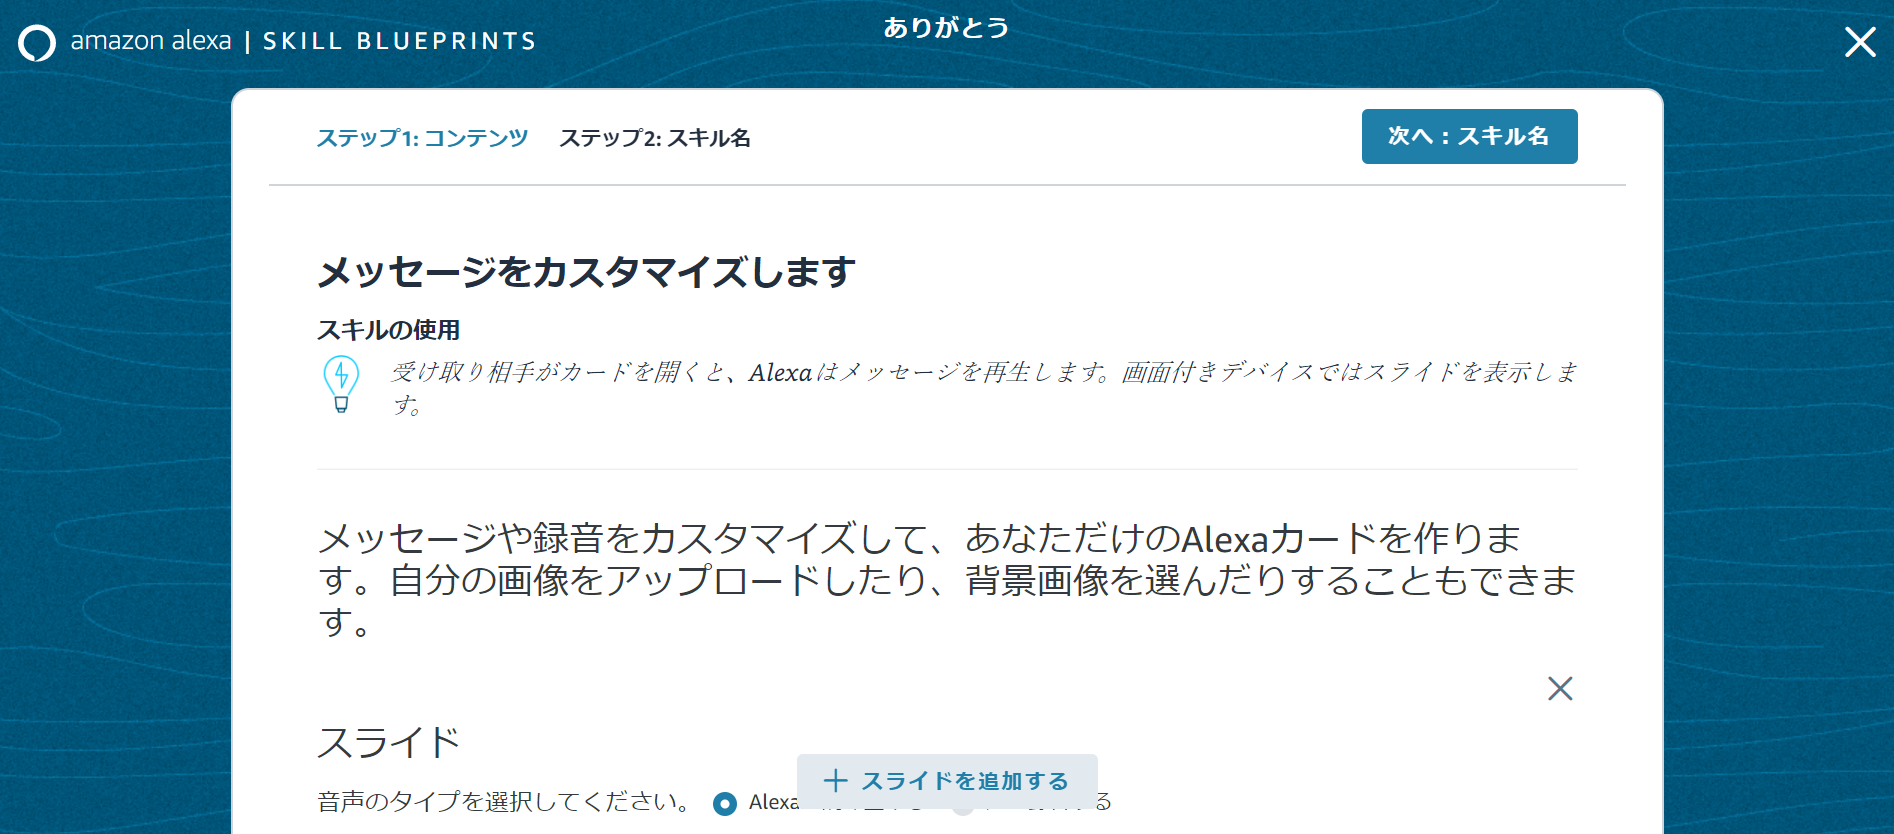 ありがとう
amazon alexa | SKILL BLUEPRINTS
ステップ1: コンテンツ ステップ2: スキル名
次へ：スキル名
メッセージをカスタマイズします
スキルの使用
受け取り相手がカードを開くと、Alexaはメッセージを再生します。画面付きデバイスではスライドを表示しま
す。
メッセージや録音をカスタマイズして、あなただけのAlexaカードを作りま
す。自分の画像をアップロードしたり、背景画像を選んだりすることもできま
す。
スライド
スライドを追加する
音声のタイプを選択してください。 Alexa する